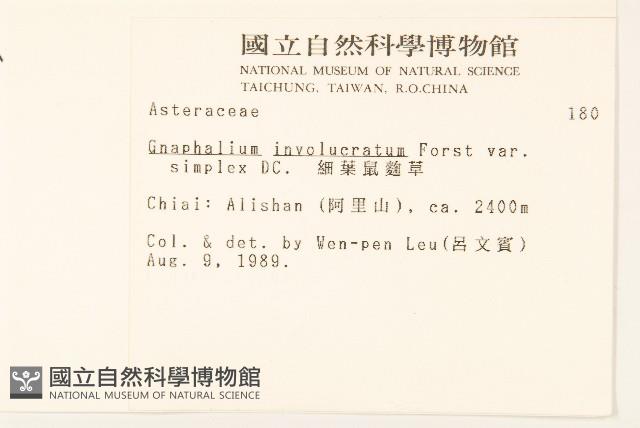 國立自然科學博物館
NATIONAL MUSEUM OF NATURAL SCIENCE
TAICHUNG, TAIWAN, R.O.CHINA
Asteraceae 180
Gnaphalium involucratum Forst var.
simplex DC. 細葉鼠麴草
Chiai: Alishan (阿里山), ca. 2400m
Col. & det. by Wen-pen Leu(呂文賓)
Aug. 9, 1989.
國立自然科學博物館
NATIONAL MUSEUM OF NATURAL SCIENCE